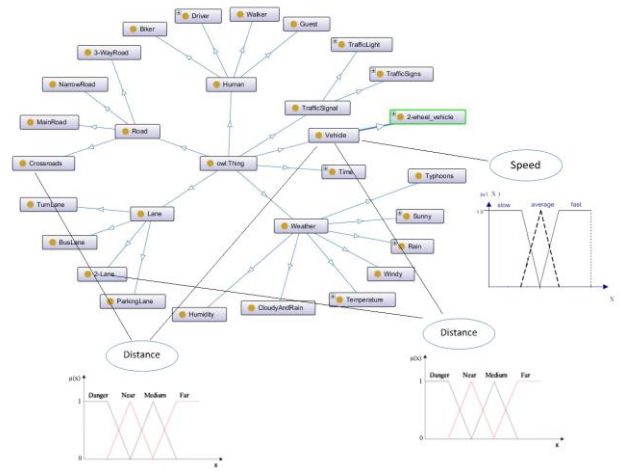 Driver
Walker
Biker
Guest
3-WayRoad
TrafficLight
NarrowRoad
Human
TrafficSigns
MainRoad
Road
TrafficSignal
2-wheel_vehicle
Vehicle
Crossroads
owl:Thing
Time
Speed
Typhoons
TurnLane
Lane
Sunny
BusLane
Weather
Rain
2-Lane
Windy
ParkingLane
Temperature
Humidity
CloudyAndRain
μ( X )
slow average fast
1.0
X
Distance
Distance
μ(x)
Danger Near Medium Far
1
0
x
μ(x)
Danger Near Medium Far
1
0
x